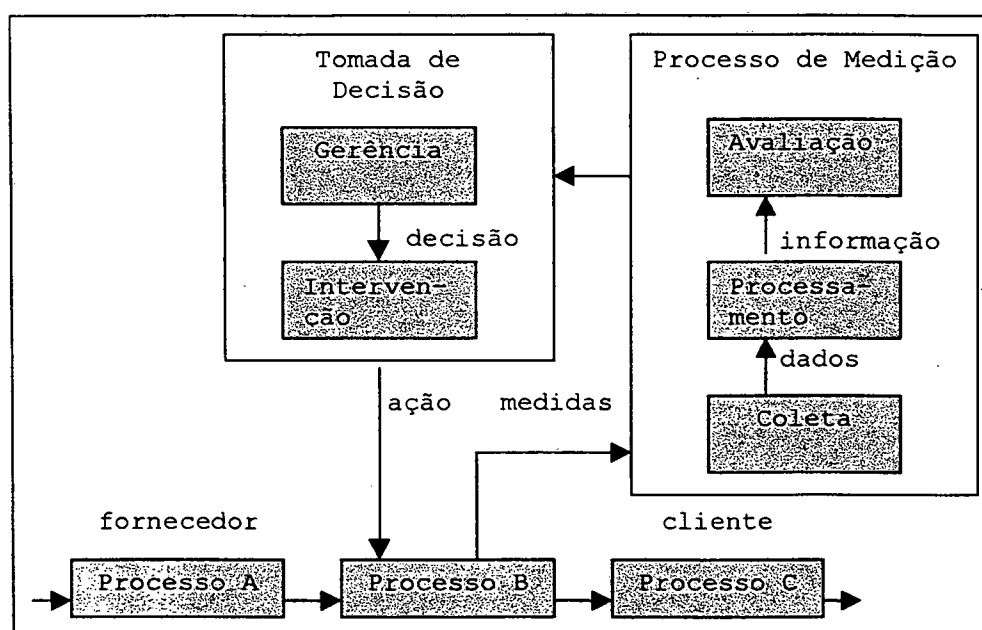 Tomada de
Decisão
Gerência
decisão
Interven-
ção
Processo de Medição
Avaliação
informação
Processa-
mento
dados
Coleta
ação
medidas
fornecedor
cliente
Processo A
Processo B
Processo C